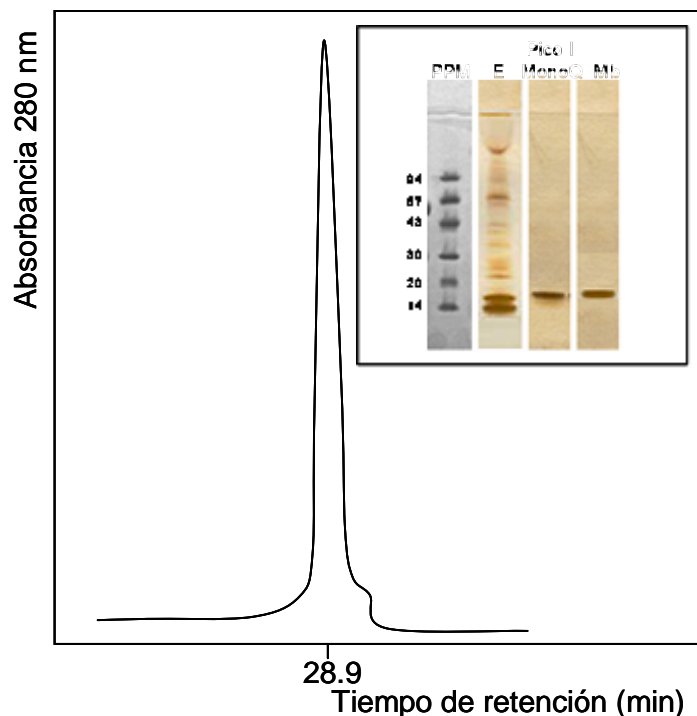 Absorbancia 280 nm
Pico I
PPM E MonoQ Mb
94
67
43
30
20
14
28.9
Tiempo de retención (min)